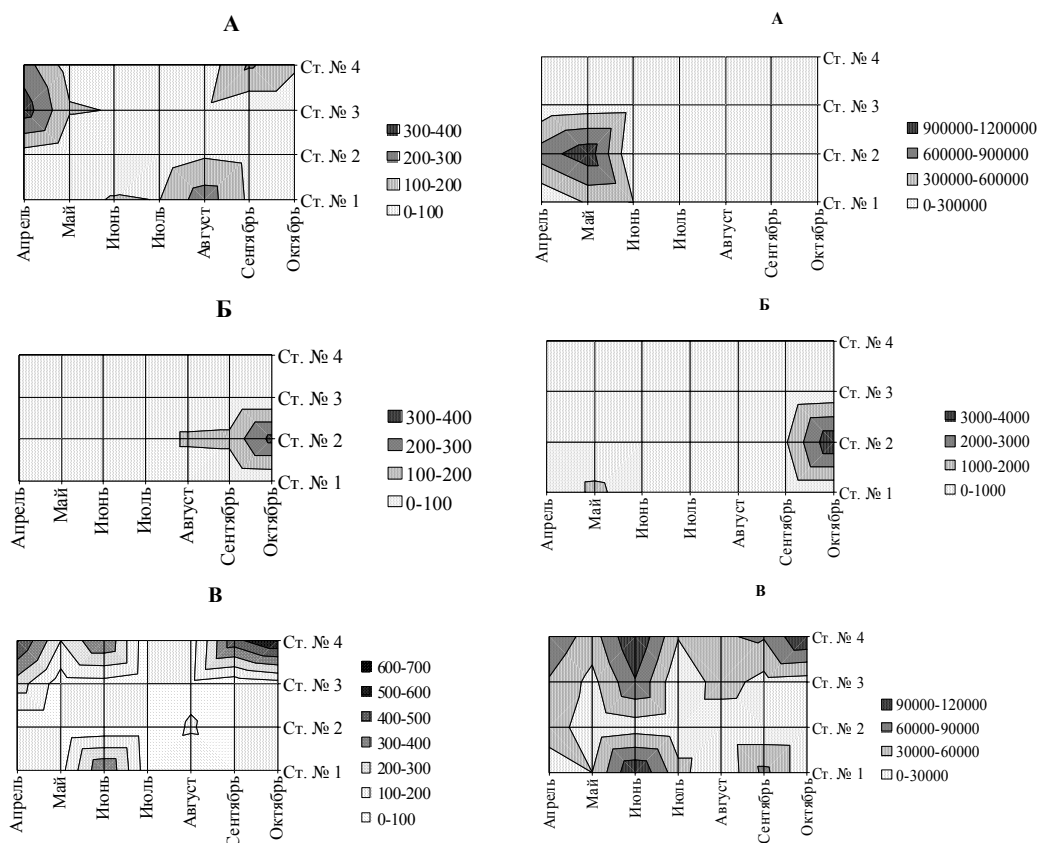 А
Ст. № 4
Ст. № 3
Ст. № 2
Ст. № 1
300-400
200-300
100-200
0-100
Апрель
Май
Июнь
Июль
Август
Сентябрь
Октябрь
А
Ст. № 4
Ст. № 3
Ст. № 2
Ст. № 1
900000-1200000
600000-900000
300000-600000
0-300000
Апрель
Май
Июнь
Июль
Август
Сентябрь
Октябрь
Б
Ст. № 4
Ст. № 3
Ст. № 2
Ст. № 1
300-400
200-300
100-200
0-100
Апрель
Май
Июнь
Июль
Август
Сентябрь
Октябрь
Б
Ст. № 4
Ст. № 3
Ст. № 2
Ст. № 1
3000-4000
2000-3000
1000-2000
0-1000
Апрель
Май
Июнь
Июль
Август
Сентябрь
Октябрь
В
Ст. № 4
Ст. № 3
Ст. № 2
Ст. № 1
600-700
500-600
400-500
300-400
200-300
100-200
0-100
Апрель
Май
Июнь
Июль
Август
Сентябрь
Октябрь
В
Ст. № 4
Ст. № 3
Ст. № 2
Ст. № 1
90000-120000
60000-90000
30000-60000
0-30000
Апрель
Май
Июнь
Июль
Август
Сентябрь
Октябрь